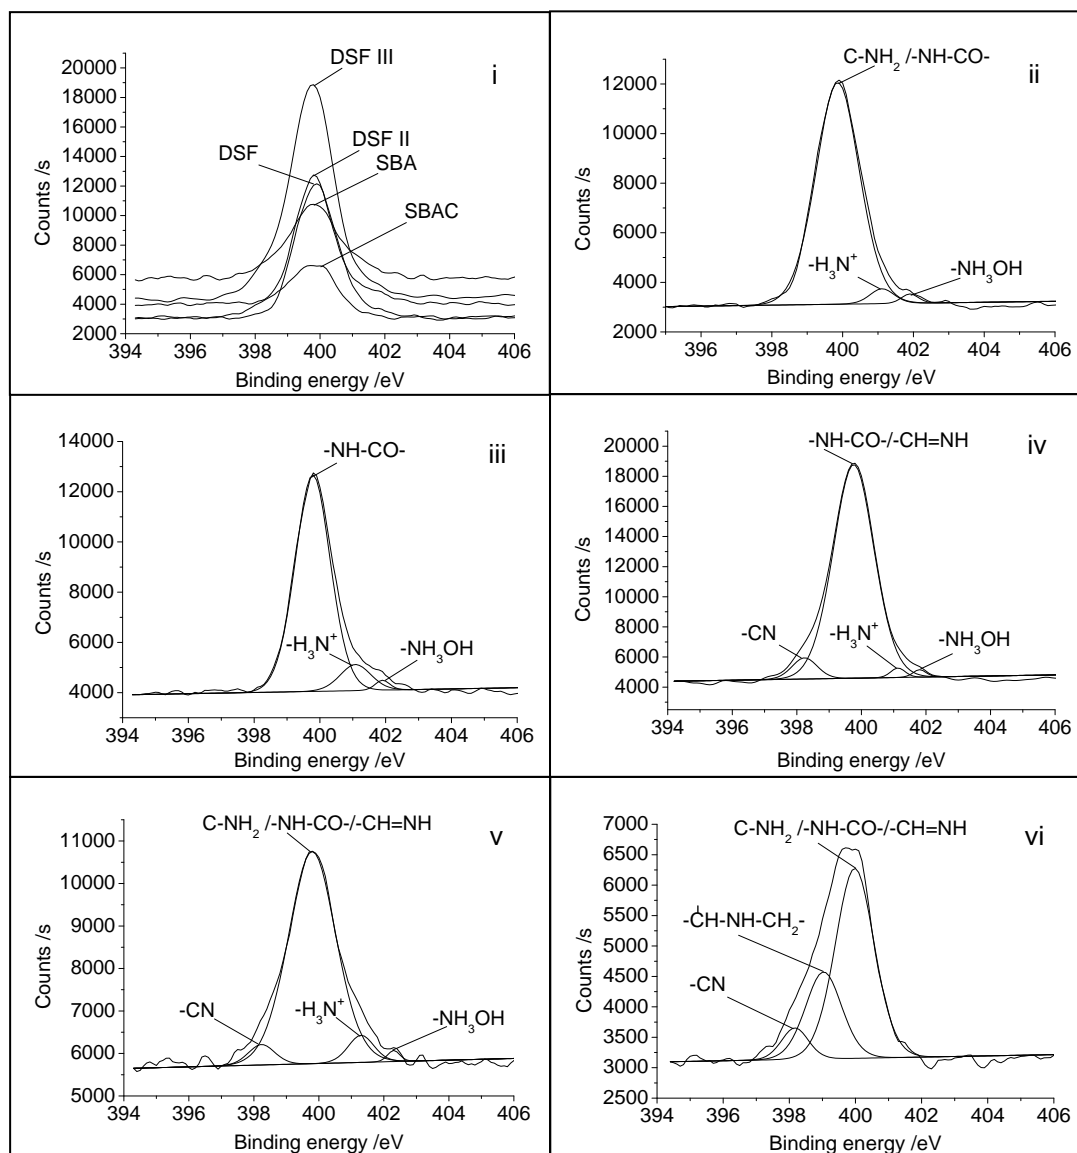 i
DSF III
DSF II
DSF
SBA
SBAC
20000
18000
16000
14000
12000
10000
8000
6000
4000
2000
Counts /s
394 396 398 400 402 404 406
Binding energy /eV
ii
C-NH2 /-NH-CO-
-H3N+
-NH3OH
12000
10000
8000
6000
4000
2000
Counts /s
396 398 400 402 404 406
Binding energy /eV
iii
-NH-CO-
-H3N+
-NH3OH
14000
12000
10000
8000
6000
4000
Counts /s
394 396 398 400 402 404 406
Binding energy /eV
iv
-NH-CO-/-CH=NH
-CN
-H3N+
-NH3OH
20000
18000
16000
14000
12000
10000
8000
6000
4000
Counts /s
394 396 398 400 402 404 406
Binding energy /eV
v
C-NH2 /-NH-CO-/-CH=NH
-CN
-H3N+
-NH3OH
11000
10000
9000
8000
7000
6000
5000
Counts /s
394 396 398 400 402 404 406
Binding energy /eV
vi
C-NH2 /-NH-CO-/-CH=NH
-CH-NH-CH2-
-CN
7000
6500
6000
5500
5000
4500
4000
3500
3000
2500
Counts /s
394 396 398 400 402 404 406
Binding energy /eV